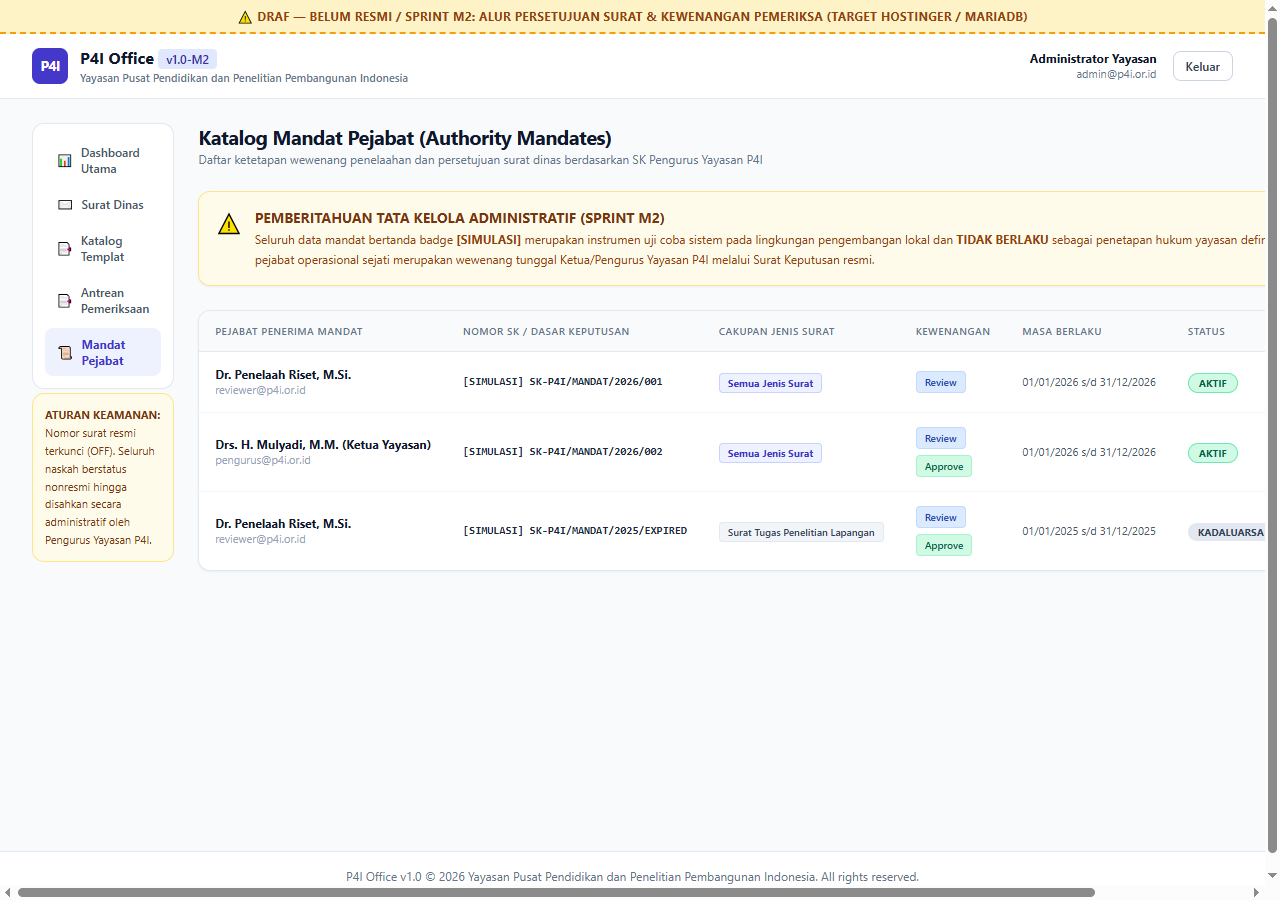 ⚠ DRAF — BELUM RESMI / SPRINT M2: ALUR PERSETUJUAN SURAT & KEWENANGAN PEMERIKSA (TARGET HOSTINGER / MARIADB)
P4I
P4I Office v1.0-M2
Yayasan Pusat Pendidikan dan Penelitian Pembangunan Indonesia
Administrator Yayasan
admin@p4i.or.id
Keluar
Dashboard
Utama
Surat Dinas
Katalog
Templat
Antrean
Pemeriksaan
Mandat
Pejabat
ATURAN KEAMANAN:
Nomor surat resmi
terkunci (OFF). Seluruh
naskah berstatus
nonresmi hingga
disahkan secara
administratif oleh
Pengurus Yayasan P4I.
Katalog Mandat Pejabat (Authority Mandates)
Daftar ketetapan wewenang penelaahan dan persetujuan surat dinas berdasarkan SK Pengurus Yayasan P4I
PEMBERITAHUAN TATA KELOLA ADMINISTRATIF (SPRINT M2)
Seluruh data mandat bertanda badge [SIMULASI] merupakan instrumen uji coba sistem pada lingkungan pengembangan lokal dan TIDAK BERLAKU sebagai penetapan hukum yayasan
pejabat operasional sejati merupakan wewenang tunggal Ketua/Pengurus Yayasan P4I melalui Surat Keputusan resmi.
PEJABAT PENERIMA MANDAT NOMOR SK / DASAR KEPUTUSAN CAKUPAN JENIS SURAT KEWENANGAN MASA BERLAKU STATUS
Dr. Penelaah Riset, M.Si.
reviewer@p4i.or.id
[SIMULASI] SK-P4I/MANDAT/2026/001
Semua Jenis Surat
Review
01/01/2026 s/d 31/12/2026
AKTIF
Drs. H. Mulyadi, M.M. (Ketua Yayasan)
pengurus@p4i.or.id
[SIMULASI] SK-P4I/MANDAT/2026/002
Semua Jenis Surat
Review
Approve
01/01/2026 s/d 31/12/2026
AKTIF
Dr. Penelaah Riset, M.Si.
reviewer@p4i.or.id
[SIMULASI] SK-P4I/MANDAT/2025/EXPIRED
Surat Tugas Penelitian Lapangan
Review
Approve
01/01/2025 s/d 31/12/2025
KADALUARSA
P4I Office v1.0 © 2026 Yayasan Pusat Pendidikan dan Penelitian Pembangunan Indonesia. All rights reserved.